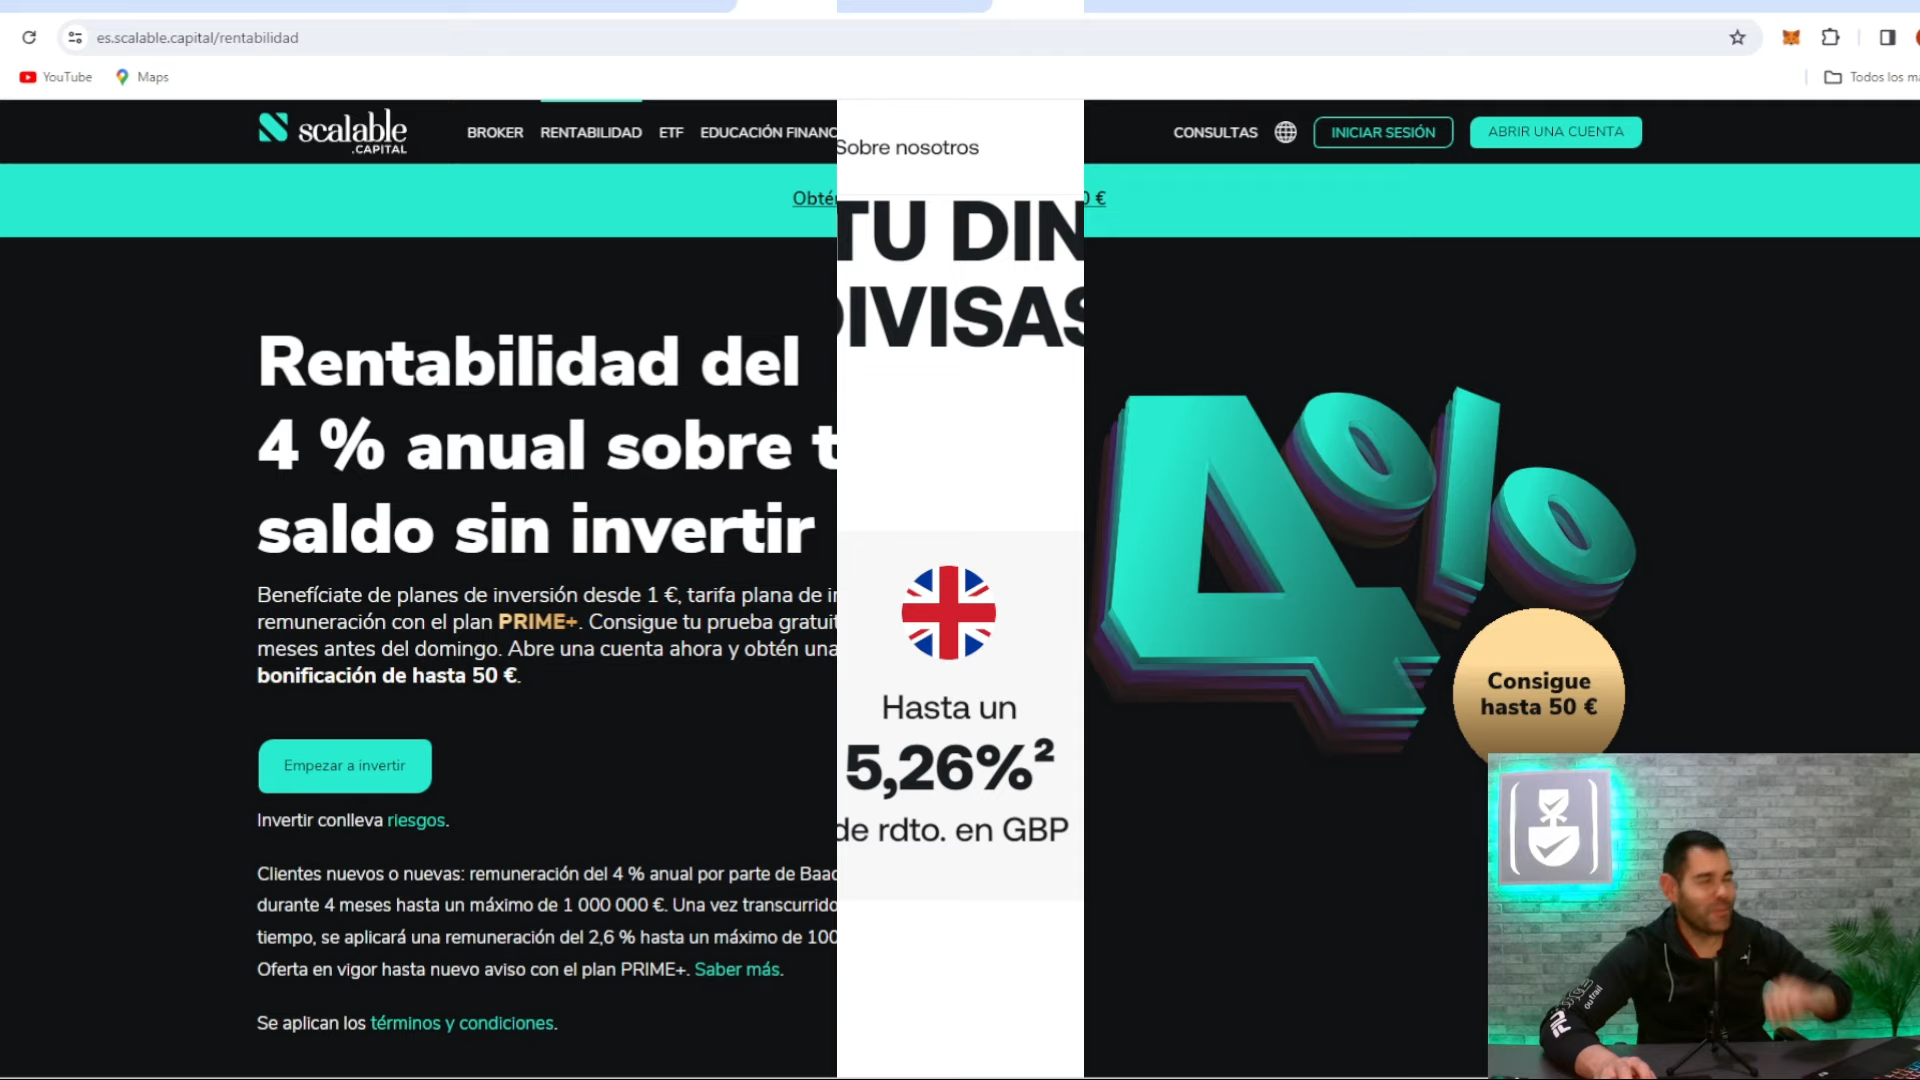 es.scalable.capital/rentabilidad
YouTube
Maps
Todos los
scalable
.CAPITAL
BROKER
RENTABILIDAD
ETF
EDUCACIÓN
Sobre nosotros
CONSULTAS
INICIAR SESIÓN
ABRIR UNA CUENTA
0 €
TU DIN
DIVISAS
Rentabilidad del
4 % anual sobre t
saldo sin invertir
Benefíciate de planes de inversión desde 1 €, tarifa plana de
remuneración con el plan PRIME+. Consigue tu prueba
meses antes del domingo. Abre una cuenta ahora y obtén una
bonificación de hasta 50 €.
Empezar a invertir
Invertir conlleva riesgos.
Clientes nuevos o nuevas: remuneración del 4 % anual por parte de
durante 4 meses hasta un máximo de 1 000 000 €. Una vez
tiempo, se aplicará una remuneración del 2,6 % hasta un máximo de 100
Oferta en vigor hasta nuevo aviso con el plan PRIME+. Saber más.
Se aplican los términos y condiciones.
Hasta un
5,26%²
de rdto. en GBP
4%
Consigue
hasta 50 €